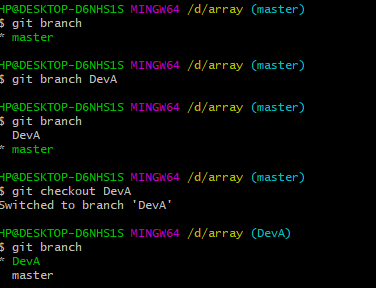 HP@DESKTOP-D6NHS1S MINGW64 /d/array (master)
$ git branch
* master
HP@DESKTOP-D6NHS1S MINGW64 /d/array (master)
$ git branch DevA
HP@DESKTOP-D6NHS1S MINGW64 /d/array (master)
$ git branch
DevA
* master
HP@DESKTOP-D6NHS1S MINGW64 /d/array (master)
$ git checkout DevA
Switched to branch 'DevA'
HP@DESKTOP-D6NHS1S MINGW64 /d/array (DevA)
$ git branch
* DevA
master